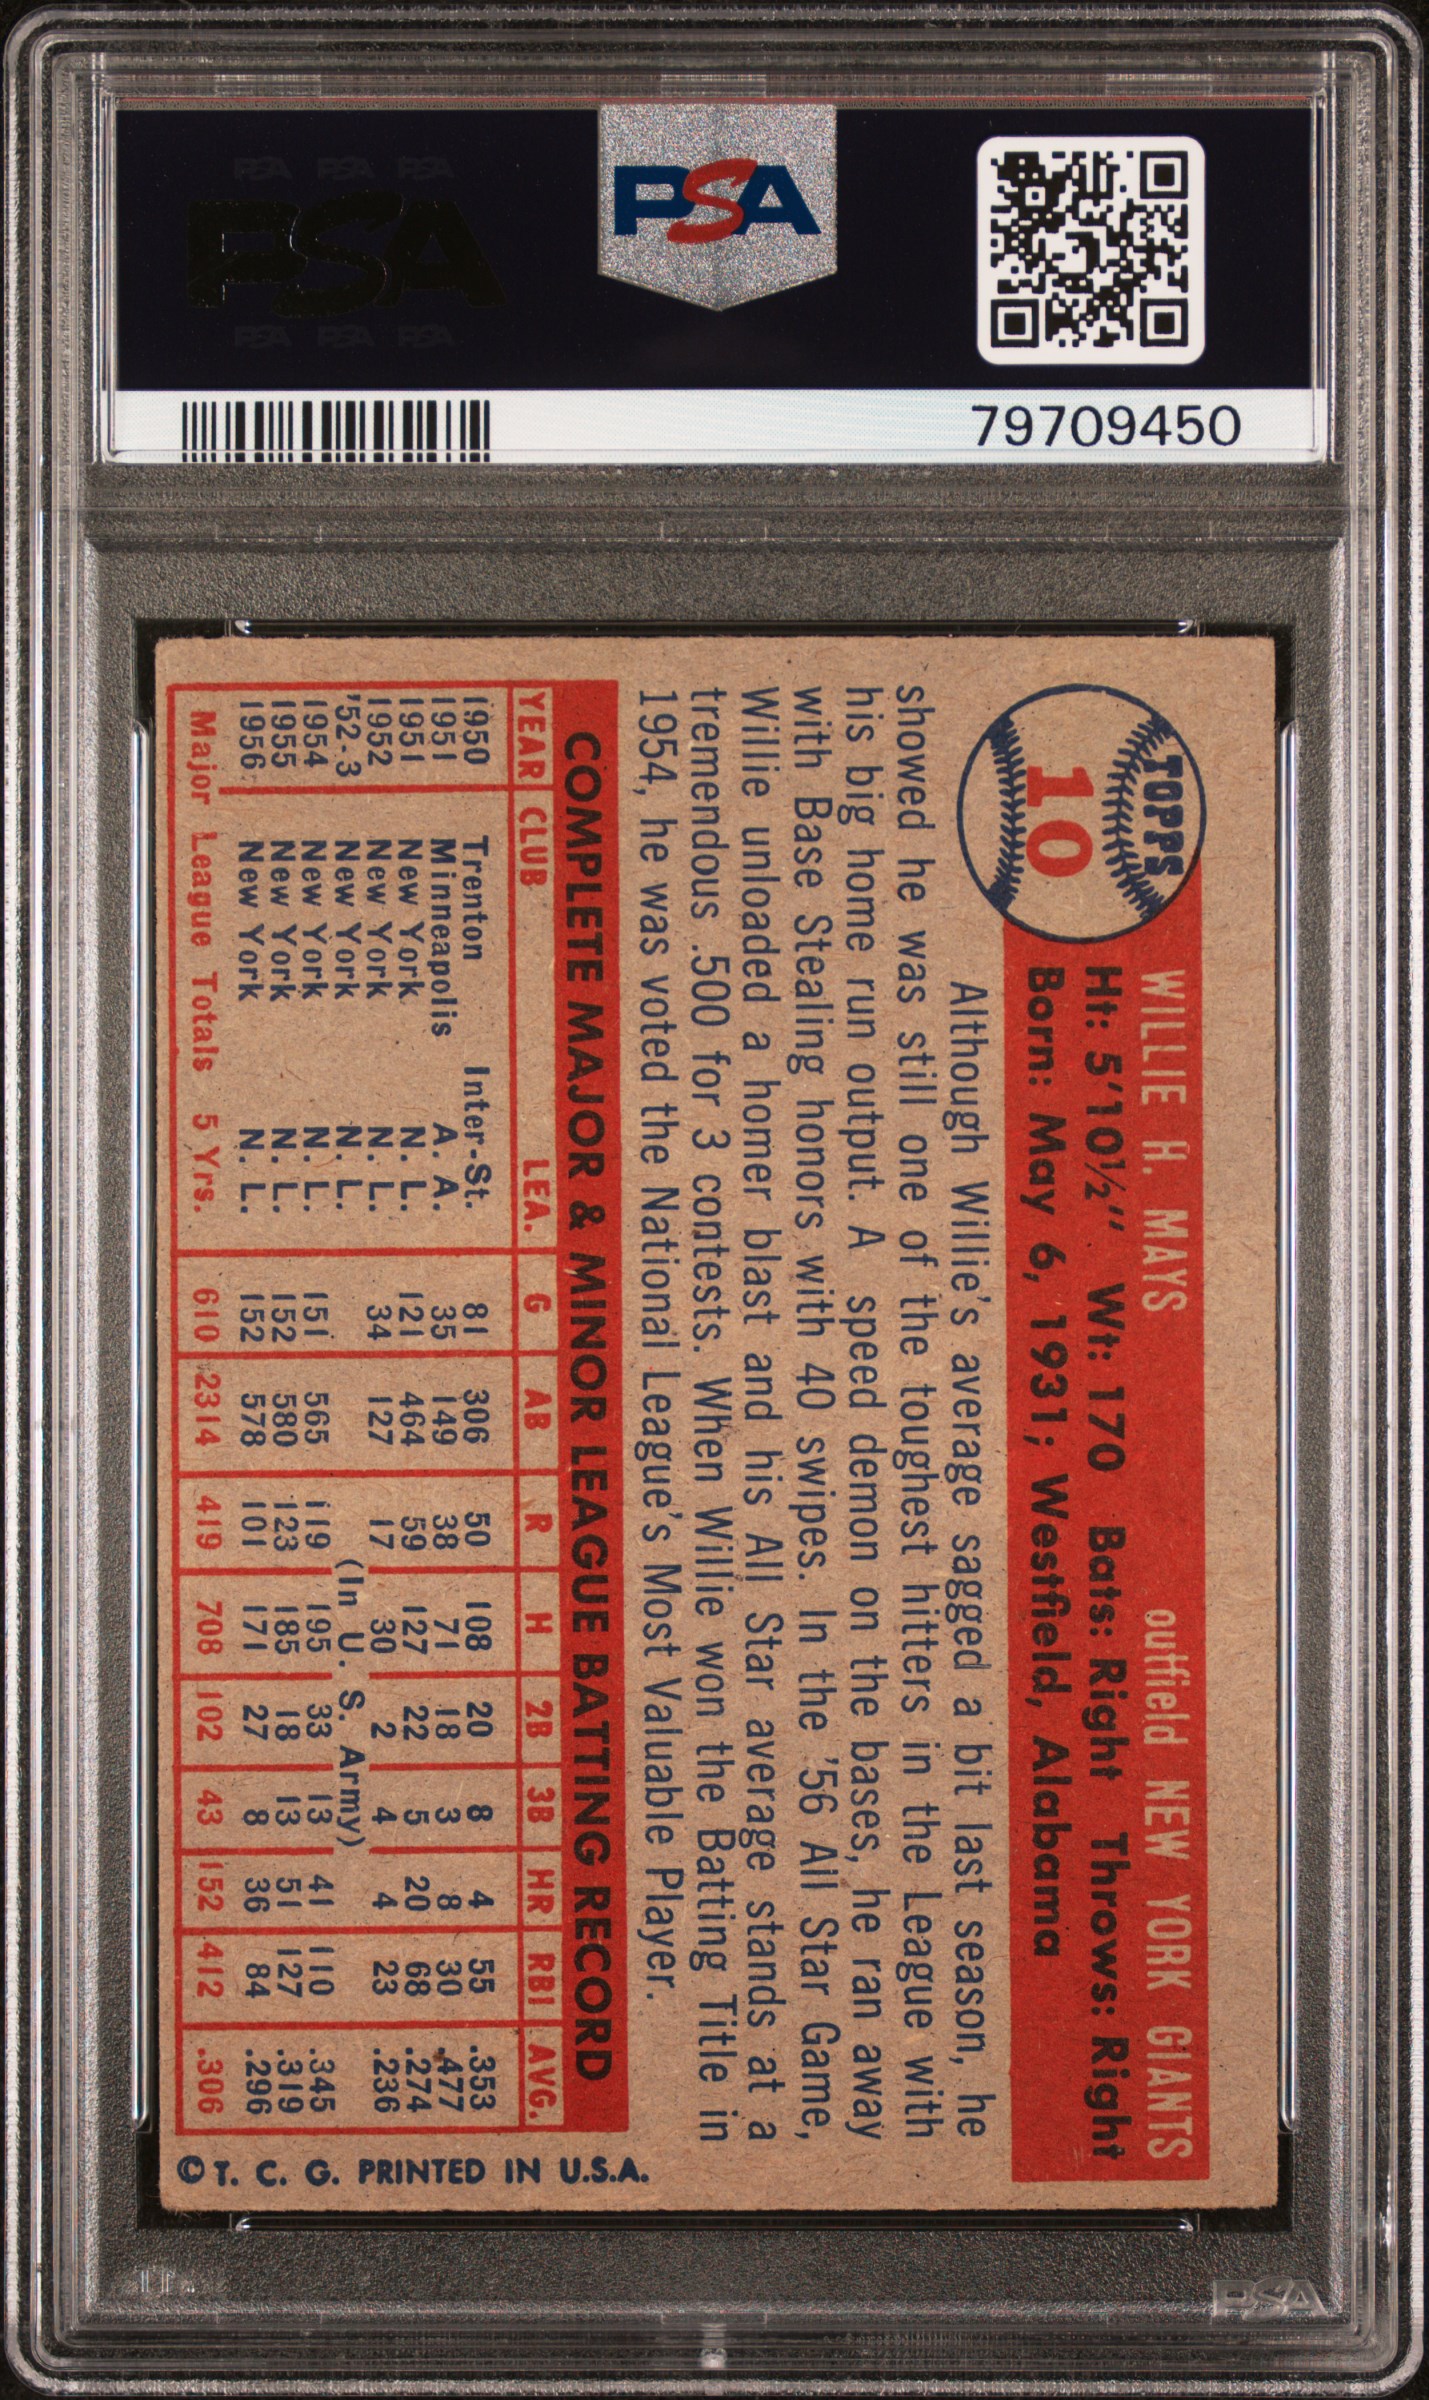 PSA PSA PSA
PSA
PSA PSA PSA
PSA
79709450
TOPPS
10
WILLIE H. MAYS outfield NEW YORK GIANTS
Ht: 5'10½" Wt: 170 Bats: Right Throws: Right
Born: May 6, 1931; Westfield, Alabama
Although Willie's average sagged a bit last season, he
showed he was still one of the toughest hitters in the League with
his big home run output. A speed demon on the bases, he ran away
with Base Stealing honors with 40 swipes. In the '56 All Star Game,
Willie unloaded a homer blast and his All Star average stands at a
tremendous .500 for 3 contests. When Willie won the Batting Title in
1954, he was voted the National League's Most Valuable Player.
COMPLETE MAJOR & MINOR LEAGUE BATTING RECORD
YEAR CLUB LEA. G AB R H 2B 3B HR RBI AVG.
1950 Trenton Inter-St. 81 306 50 108 20 8 4 55 .353
1951 Minneapolis A. A. 35 149 38 71 18 3 8 30 .477
1951 New York N. L. 121 464 59 127 22 5 20 68 .274
1952 New York N. L. 34 127 17 30 2 4 4 23 .236
'52-3 New York N. L. (In U. S. Army)
1954 New York N. L. 151 565 119 195 33 13 41 110 .345
1955 New York N. L. 152 580 123 185 18 13 51 127 .319
1956 New York N. L. 152 578 101 171 27 8 36 84 .296
Major League Totals 5 Yrs. 610 2314 419 708 102 43 152 412 .306
© T. C. G. PRINTED IN U.S.A.
PSA